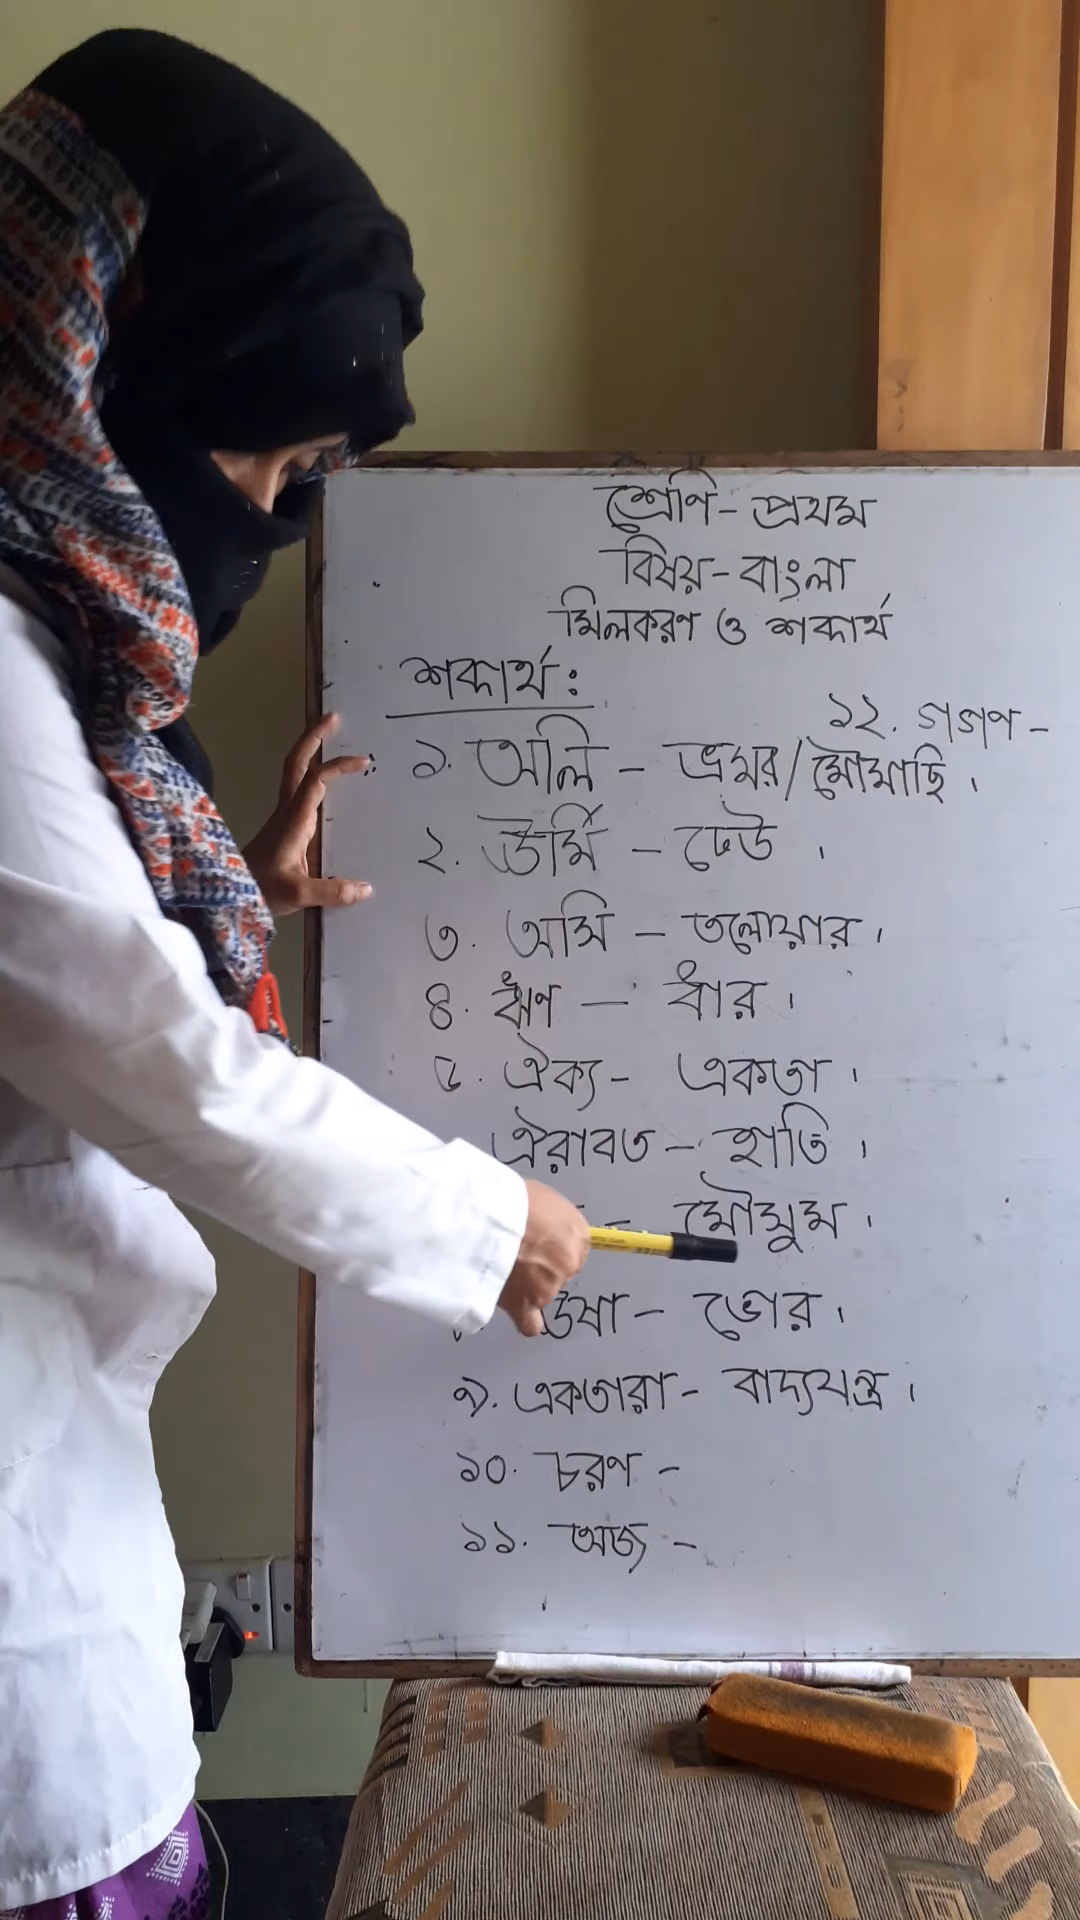 শ্রেণি - প্রথম
বিষয় - বাংলা
মিলকরণ ও শব্দার্থ
শব্দার্থ :
১. অলি - ভ্রমর / মৌমাছি ।
২. ঊর্মি - ঢেউ ।
৩. অসি - তলোয়ার ।
৪. ঋণ - ধার ।
৫. ঐক্য - একতা ।
ঐরাবত - হাতি ।
- মৌসুম ।
ঊষা - ভোর ।
৯. একতারা - বাদ্যযন্ত্র ।
১০. চরণ -
১১. অজ -
১২. গগণ -